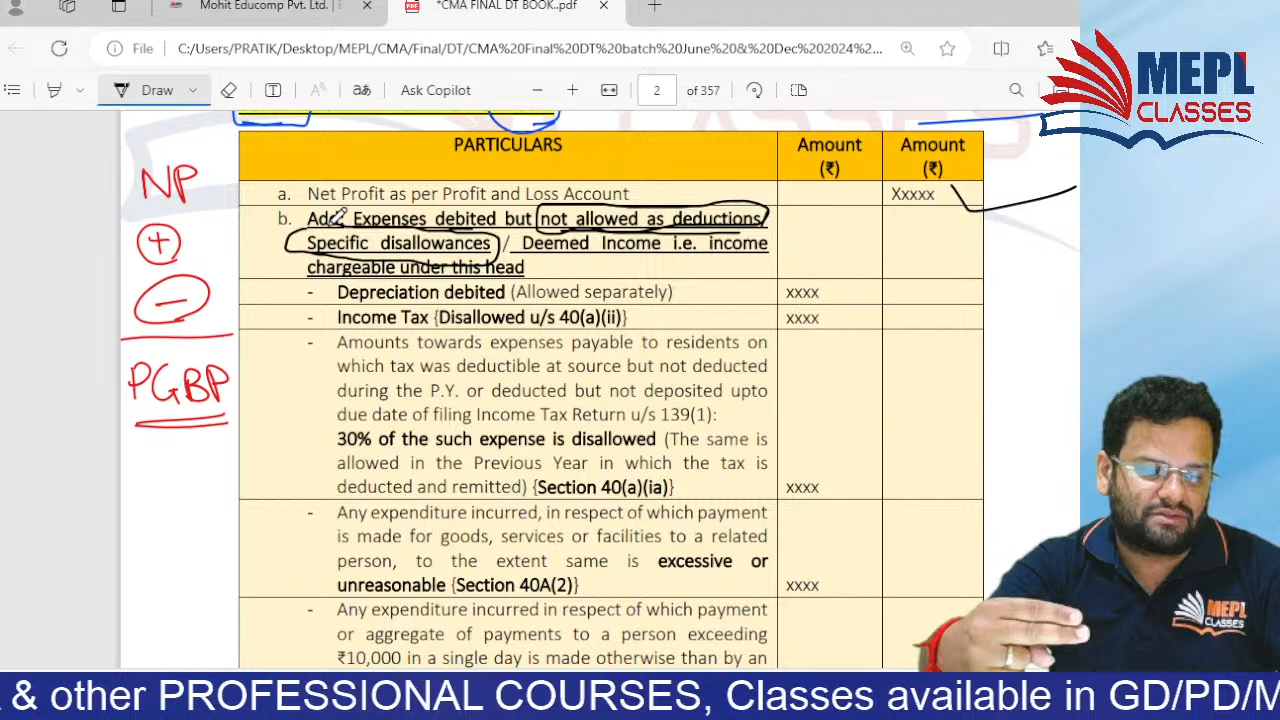 Mohit Educomp Pvt. Ltd. | E
*CMA FINAL DT BOOK..pdf
File
C:/Users/PRATIK/Desktop/MEPL/CMA/Final/DT/CMA%20Final%20DT%20batch%20June%20&%20Dec%202024%2...
Draw
Ask Copilot
2 of 357
MEPL
CLASSES
PARTICULARS
Amount (₹)
Amount (₹)
a. Net Profit as per Profit and Loss Account
Xxxxx
b. Add: Expenses debited but not allowed as deductions/
Specific disallowances / Deemed Income i.e. income
chargeable under this head
- Depreciation debited (Allowed separately)
xxxx
- Income Tax {Disallowed u/s 40(a)(ii)}
xxxx
- Amounts towards expenses payable to residents on
which tax was deductible at source but not deducted
during the P.Y. or deducted but not deposited upto
due date of filing Income Tax Return u/s 139(1):
30% of the such expense is disallowed (The same is
allowed in the Previous Year in which the tax is
deducted and remitted) {Section 40(a)(ia)}
xxxx
- Any expenditure incurred, in respect of which payment
is made for goods, services or facilities to a related
person, to the extent same is excessive or
unreasonable {Section 40A(2)}
xxxx
- Any expenditure incurred in respect of which payment
or aggregate of payments to a person exceeding
₹10,000 in a single day is made otherwise than by an
NP
+
−
PGBP
MEPL
CLASSES
A & other PROFESSIONAL COURSES, Classes available in GD/PD/M